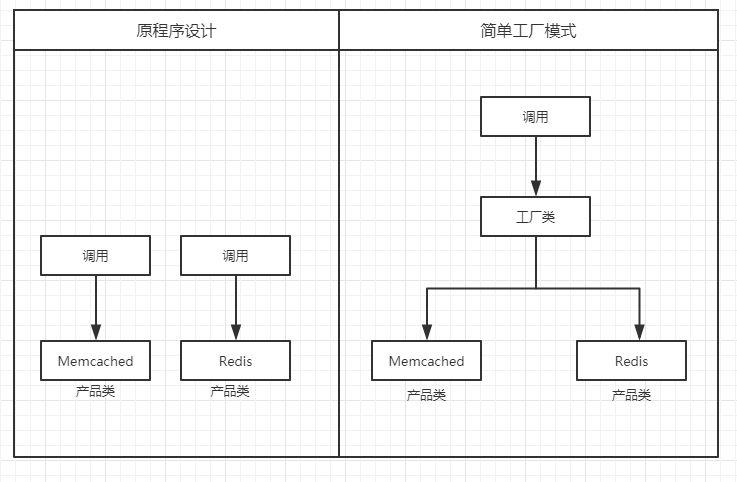 原程序设计
简单工厂模式
调用
工厂类
调用
调用
Memcached
Redis
Memcached
Redis
产品类
产品类
产品类
产品类